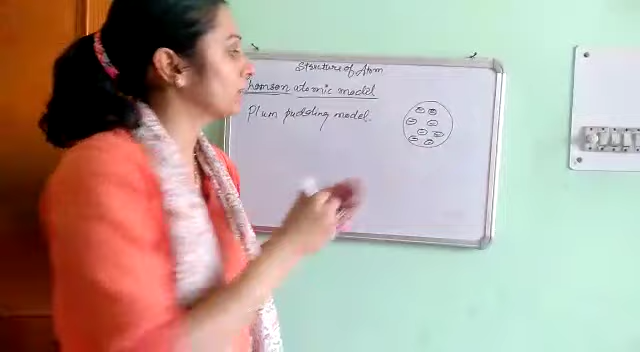 Structure of Atom
homson atomic model
Plum pudding model.